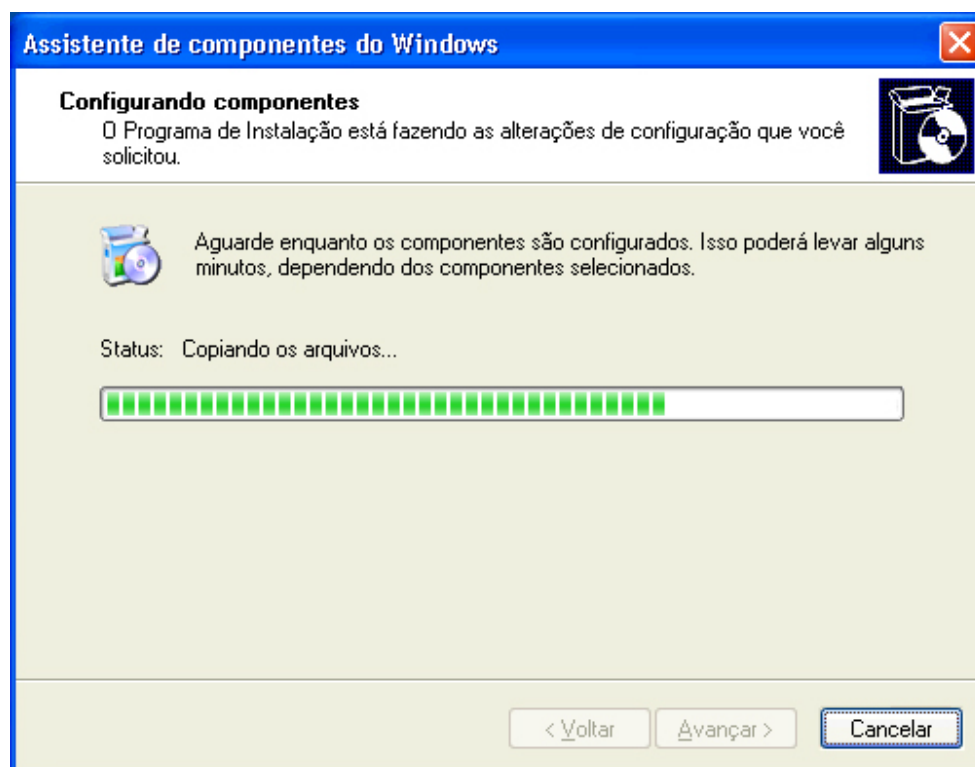 Assistente de componentes do Windows
Configurando componentes
O Programa de Instalação está fazendo as alterações de configuração que você
solicitou.
Aguarde enquanto os componentes são configurados. Isso poderá levar alguns
minutos, dependendo dos componentes selecionados.
Status: Copiando os arquivos...
< Voltar Avançar > Cancelar